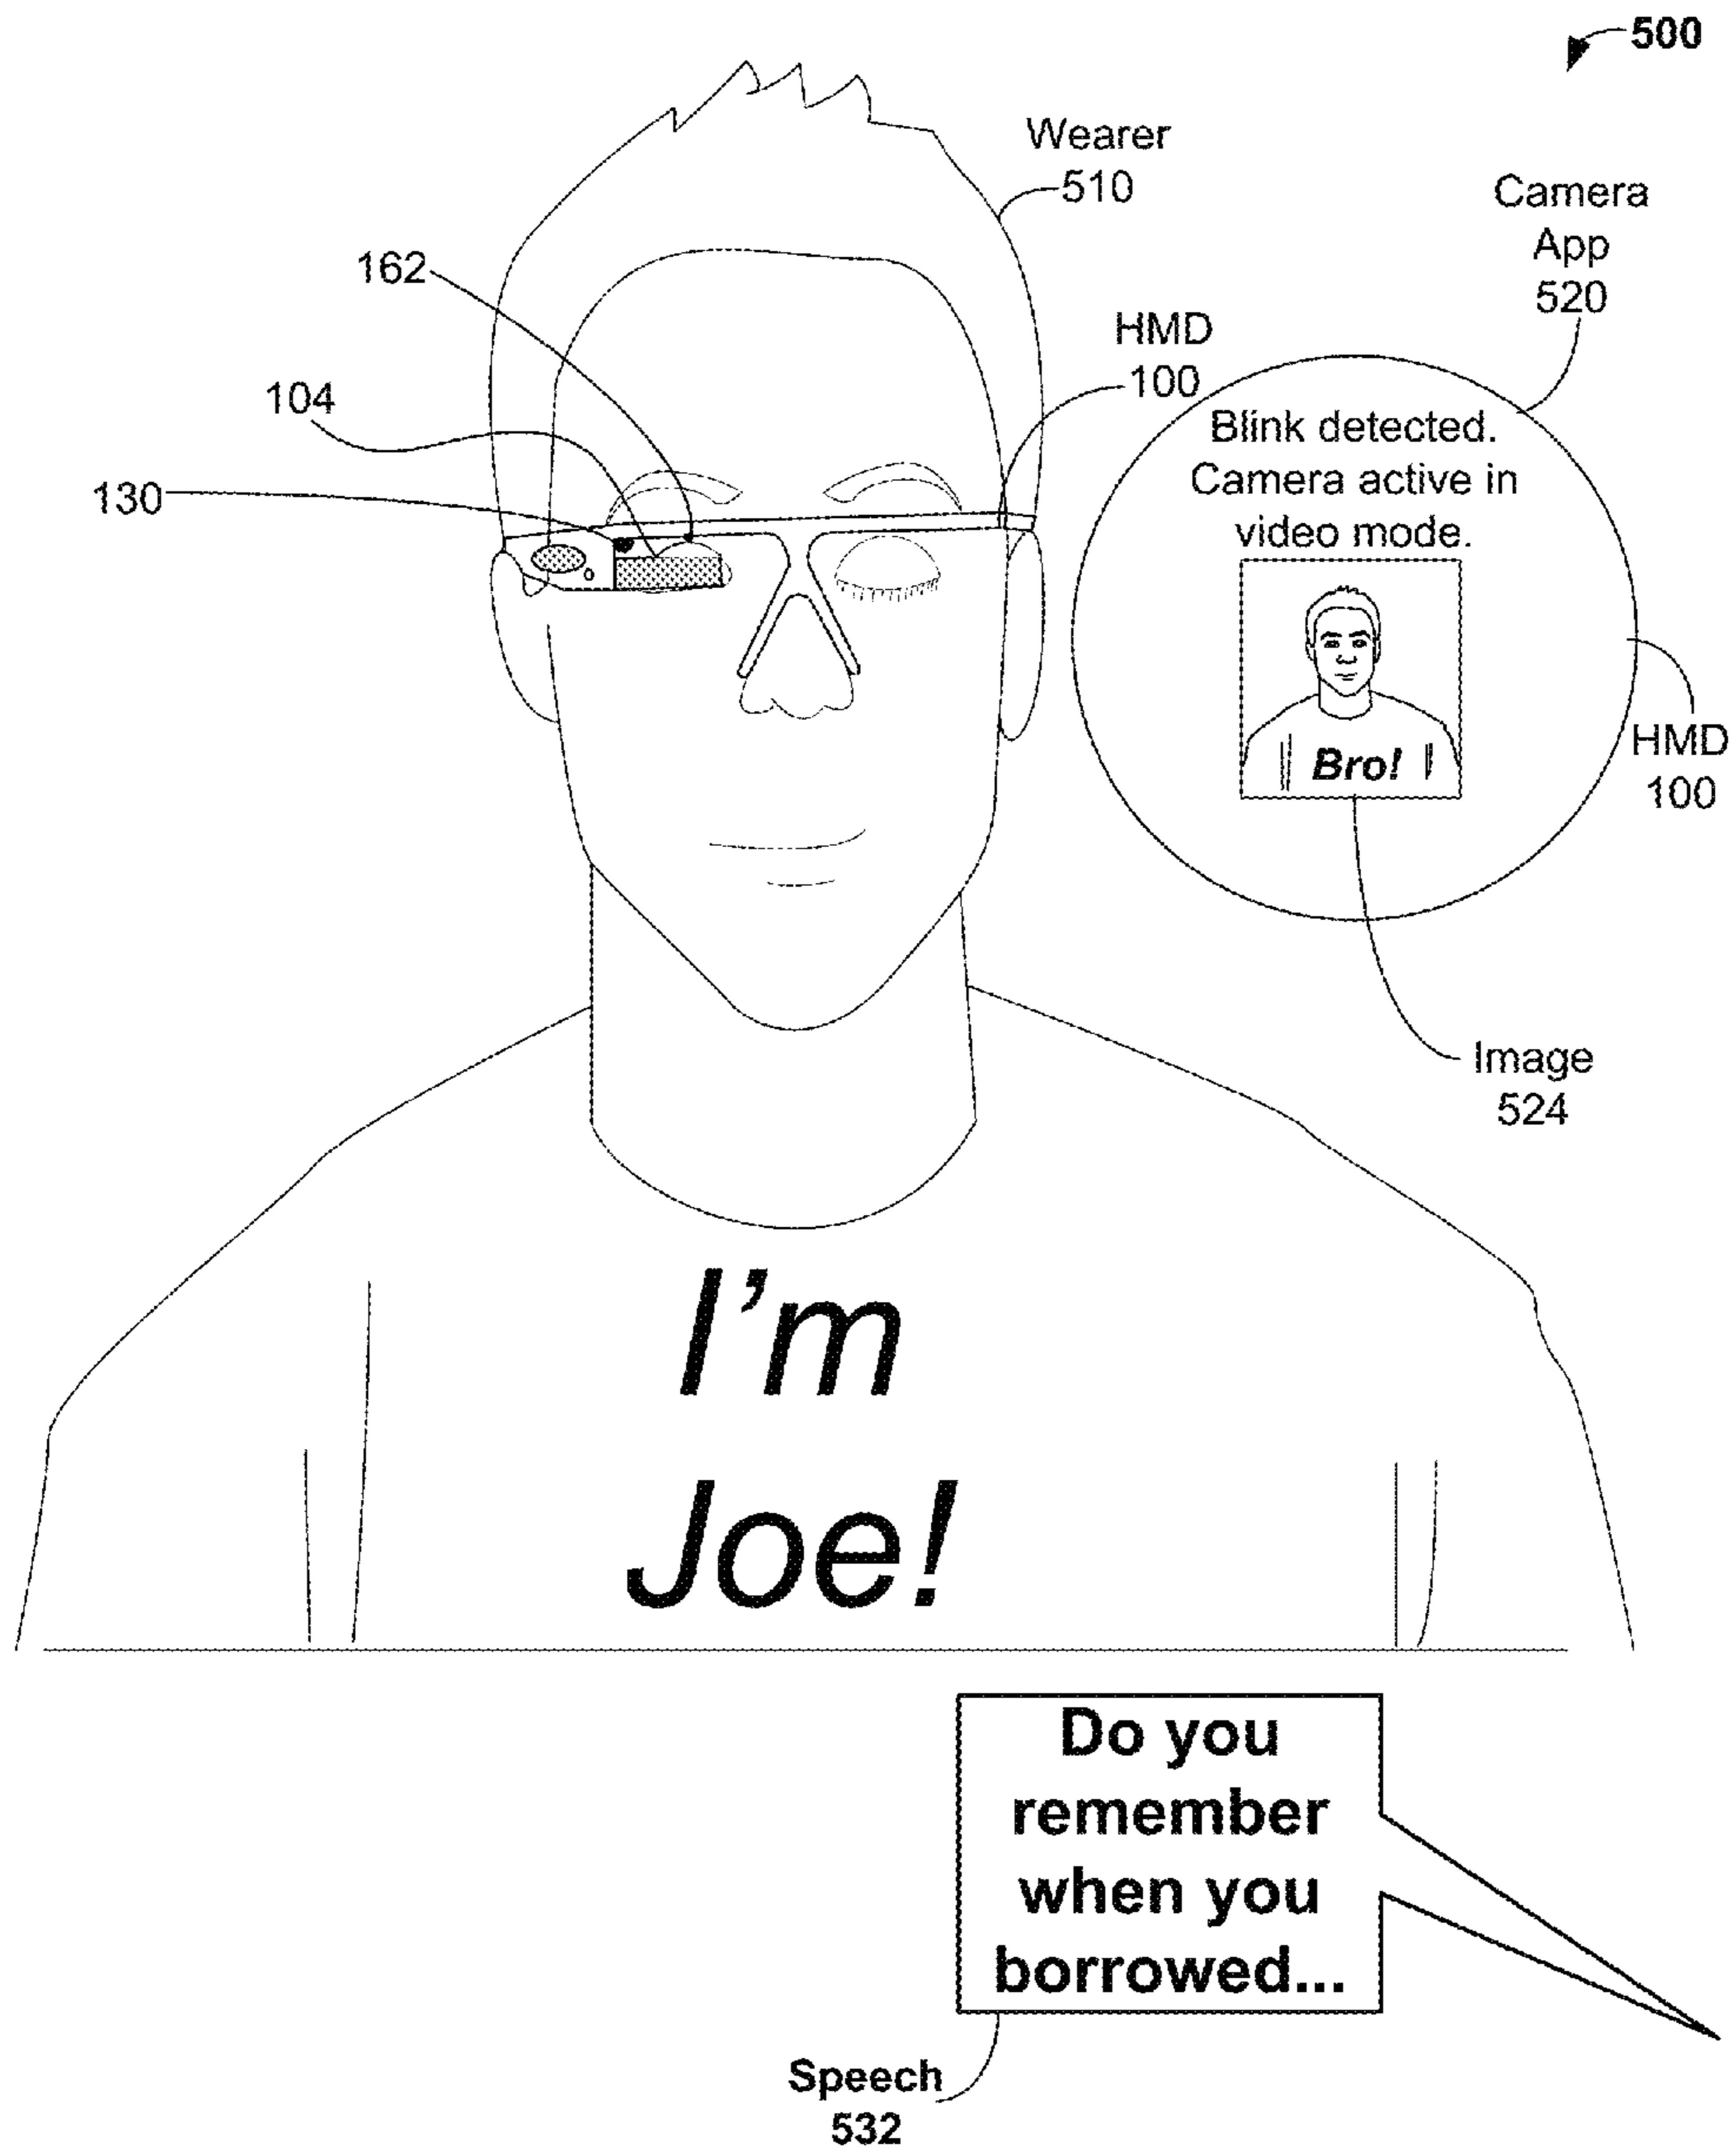 500
Wearer
510
Camera
App
520
162
HMD
100
104
130
Blink detected.
Camera active in
video mode.
Bro!
HMD
100
Image
524
I'm
Joe!
Do you
remember
when you
borrowed...
Speech
532